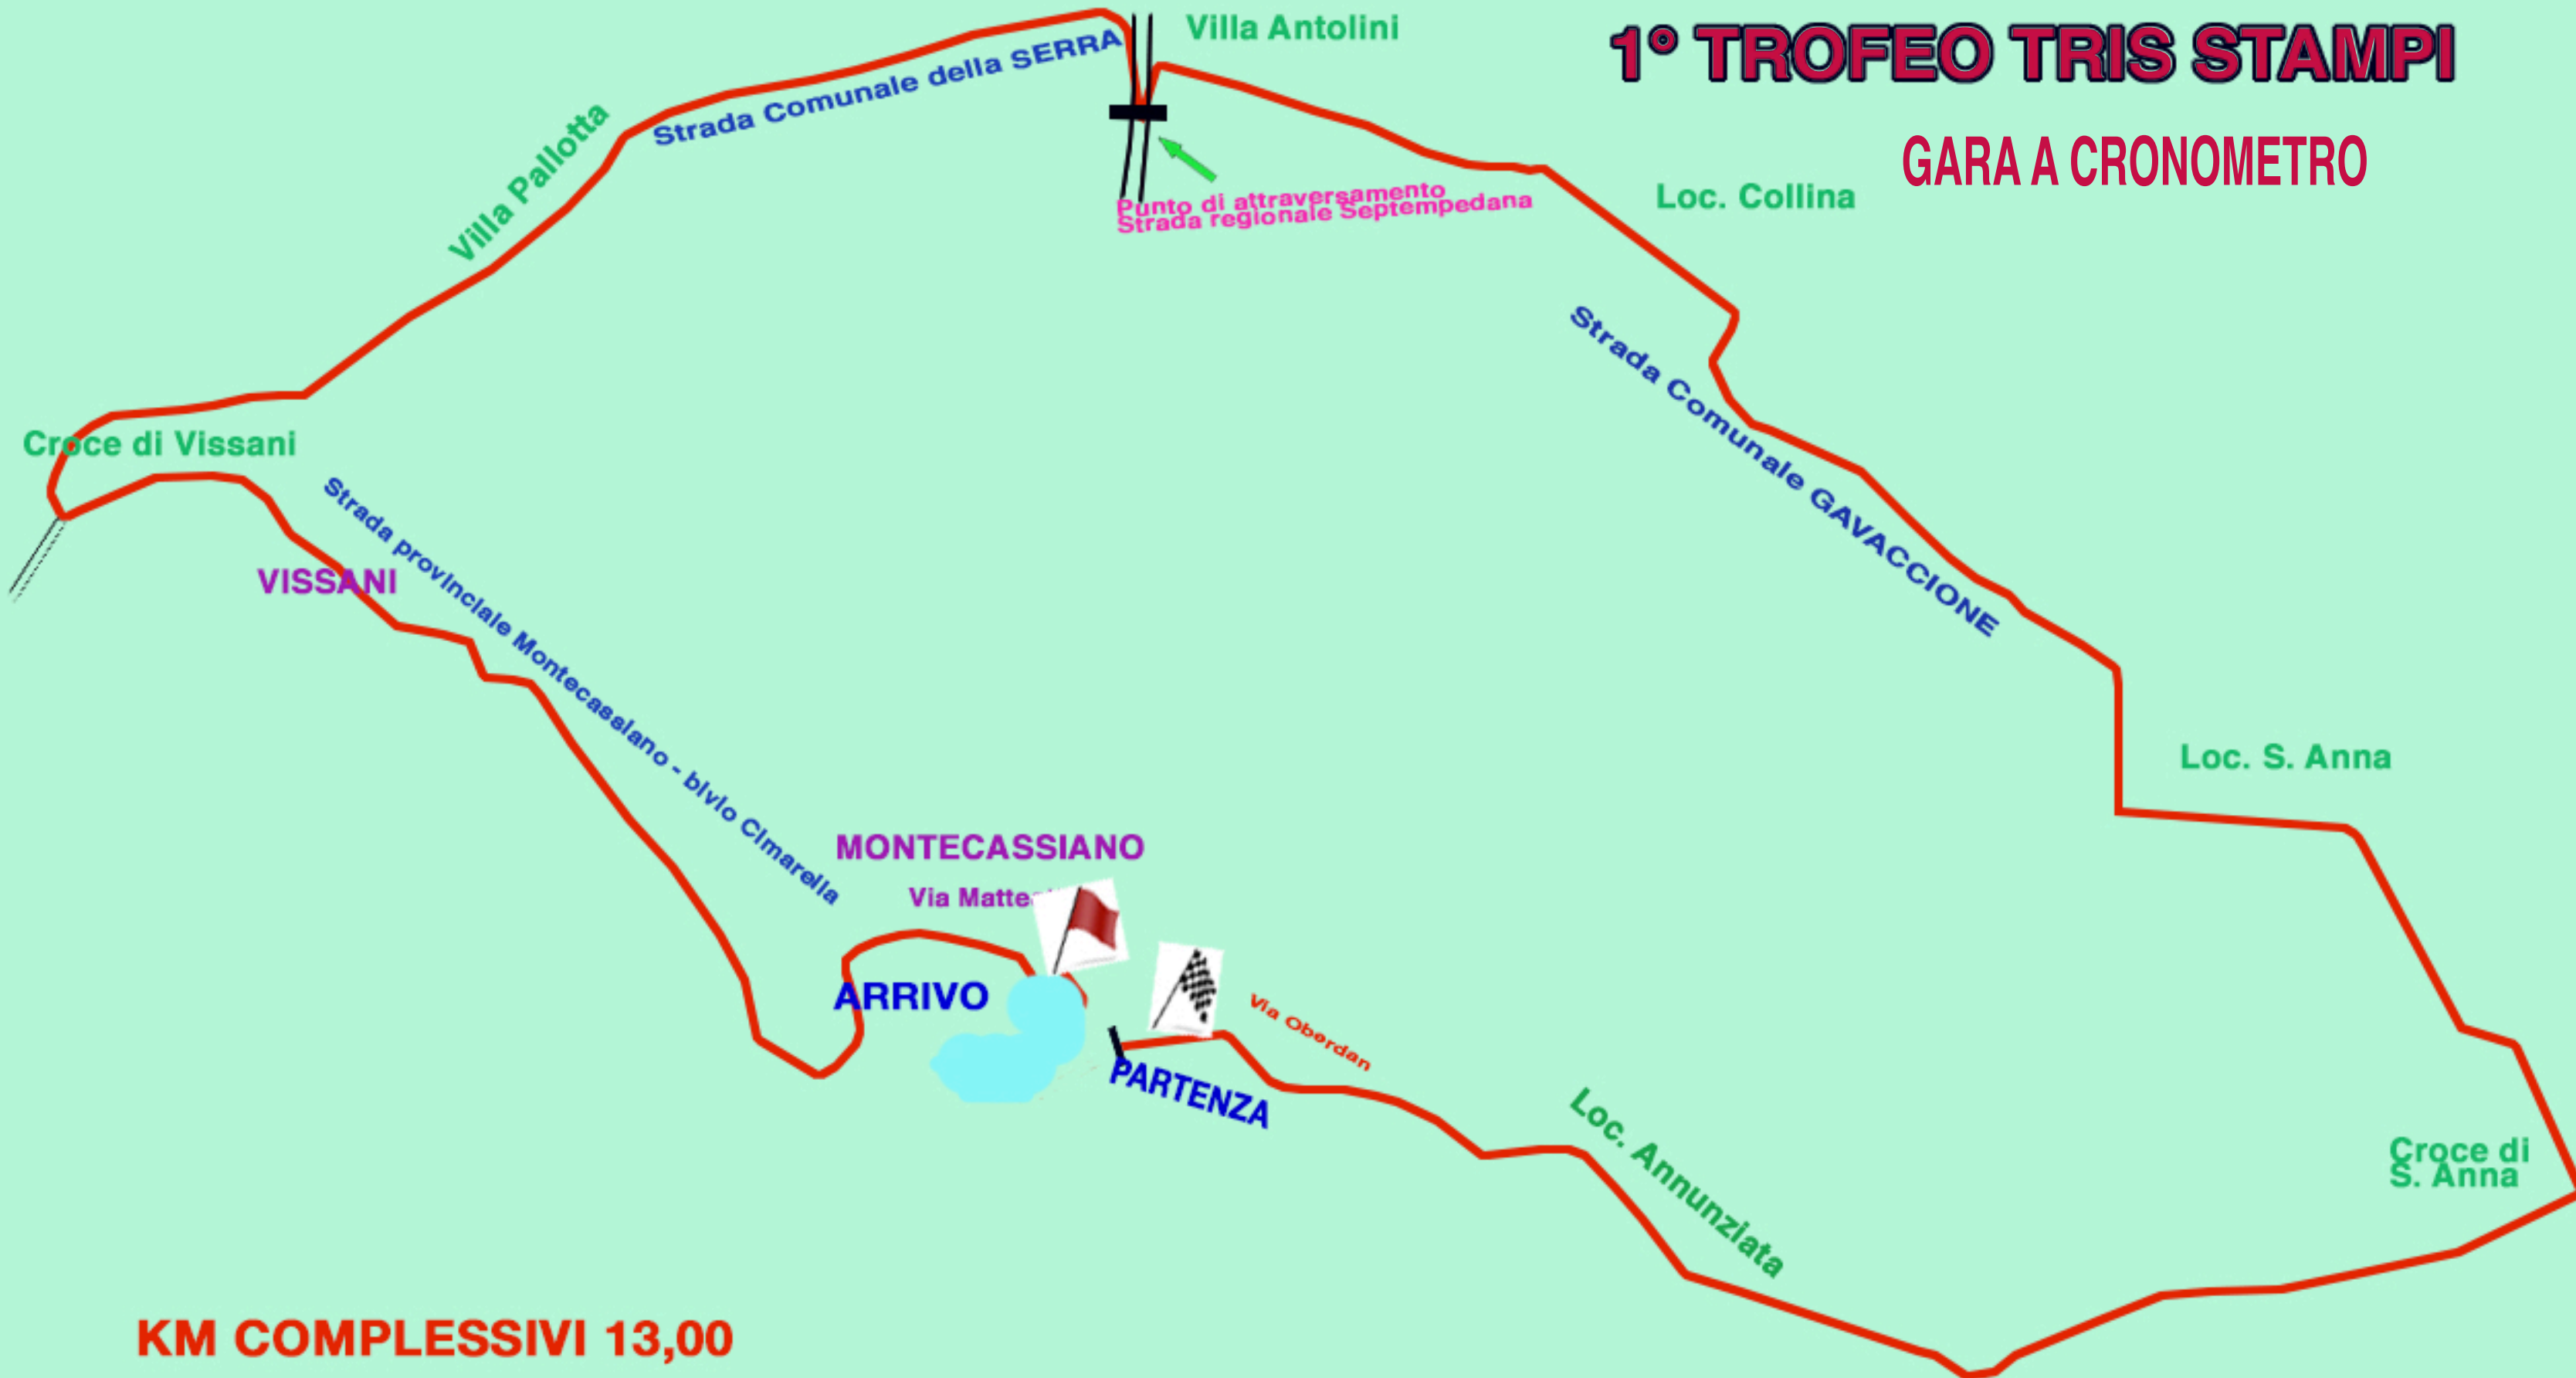 1° TROFEO TRIS STAMPI
GARA A CRONOMETRO
Villa Antolini
Strada Comunale della SERRA
Villa Pallotta
Punto di attraversamento
Strada regionale Septempedana
Loc. Collina
Strada Comunale GAVACCIONE
Croce di Vissani
VISSANI
Strada provinciale Montecassiano - bivio Cimarella
Loc. S. Anna
MONTECASSIANO
Via
ARRIVO
PARTENZA
Via Oberdan
Loc. Annunziata
Croce di
S. Anna
KM COMPLESSIVI 13,00